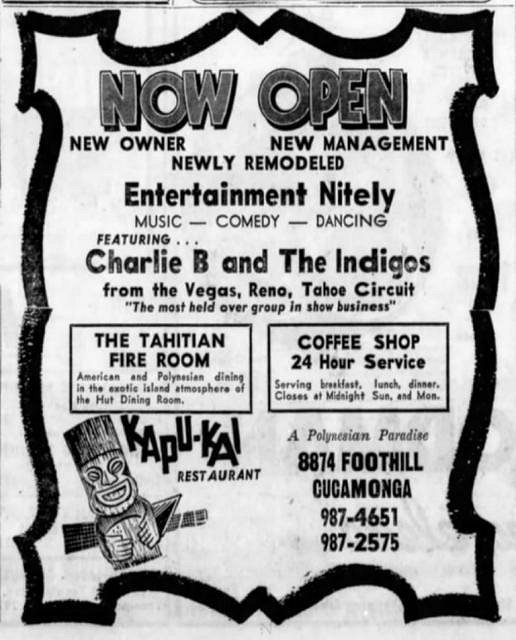 NOW OPEN
NEW OWNER NEW MANAGEMENT
NEWLY REMODELED
Entertainment Nitely
MUSIC — COMEDY — DANCING
FEATURING . . .
Charlie B and The Indigos
from the Vegas, Reno, Tahoe Circuit
"The most held over group in show business"
THE TAHITIAN
FIRE ROOM
American and Polynesian dining
in the exotic island atmosphere of
the Hut Dining Room.
COFFEE SHOP
24 Hour Service
Serving breakfast, lunch, dinner.
Closes at Midnight Sun. and Mon.
KAPU-KAI
RESTAURANT
A Polynesian Paradise
8874 FOOTHILL
CUCAMONGA
987-4651
987-2575